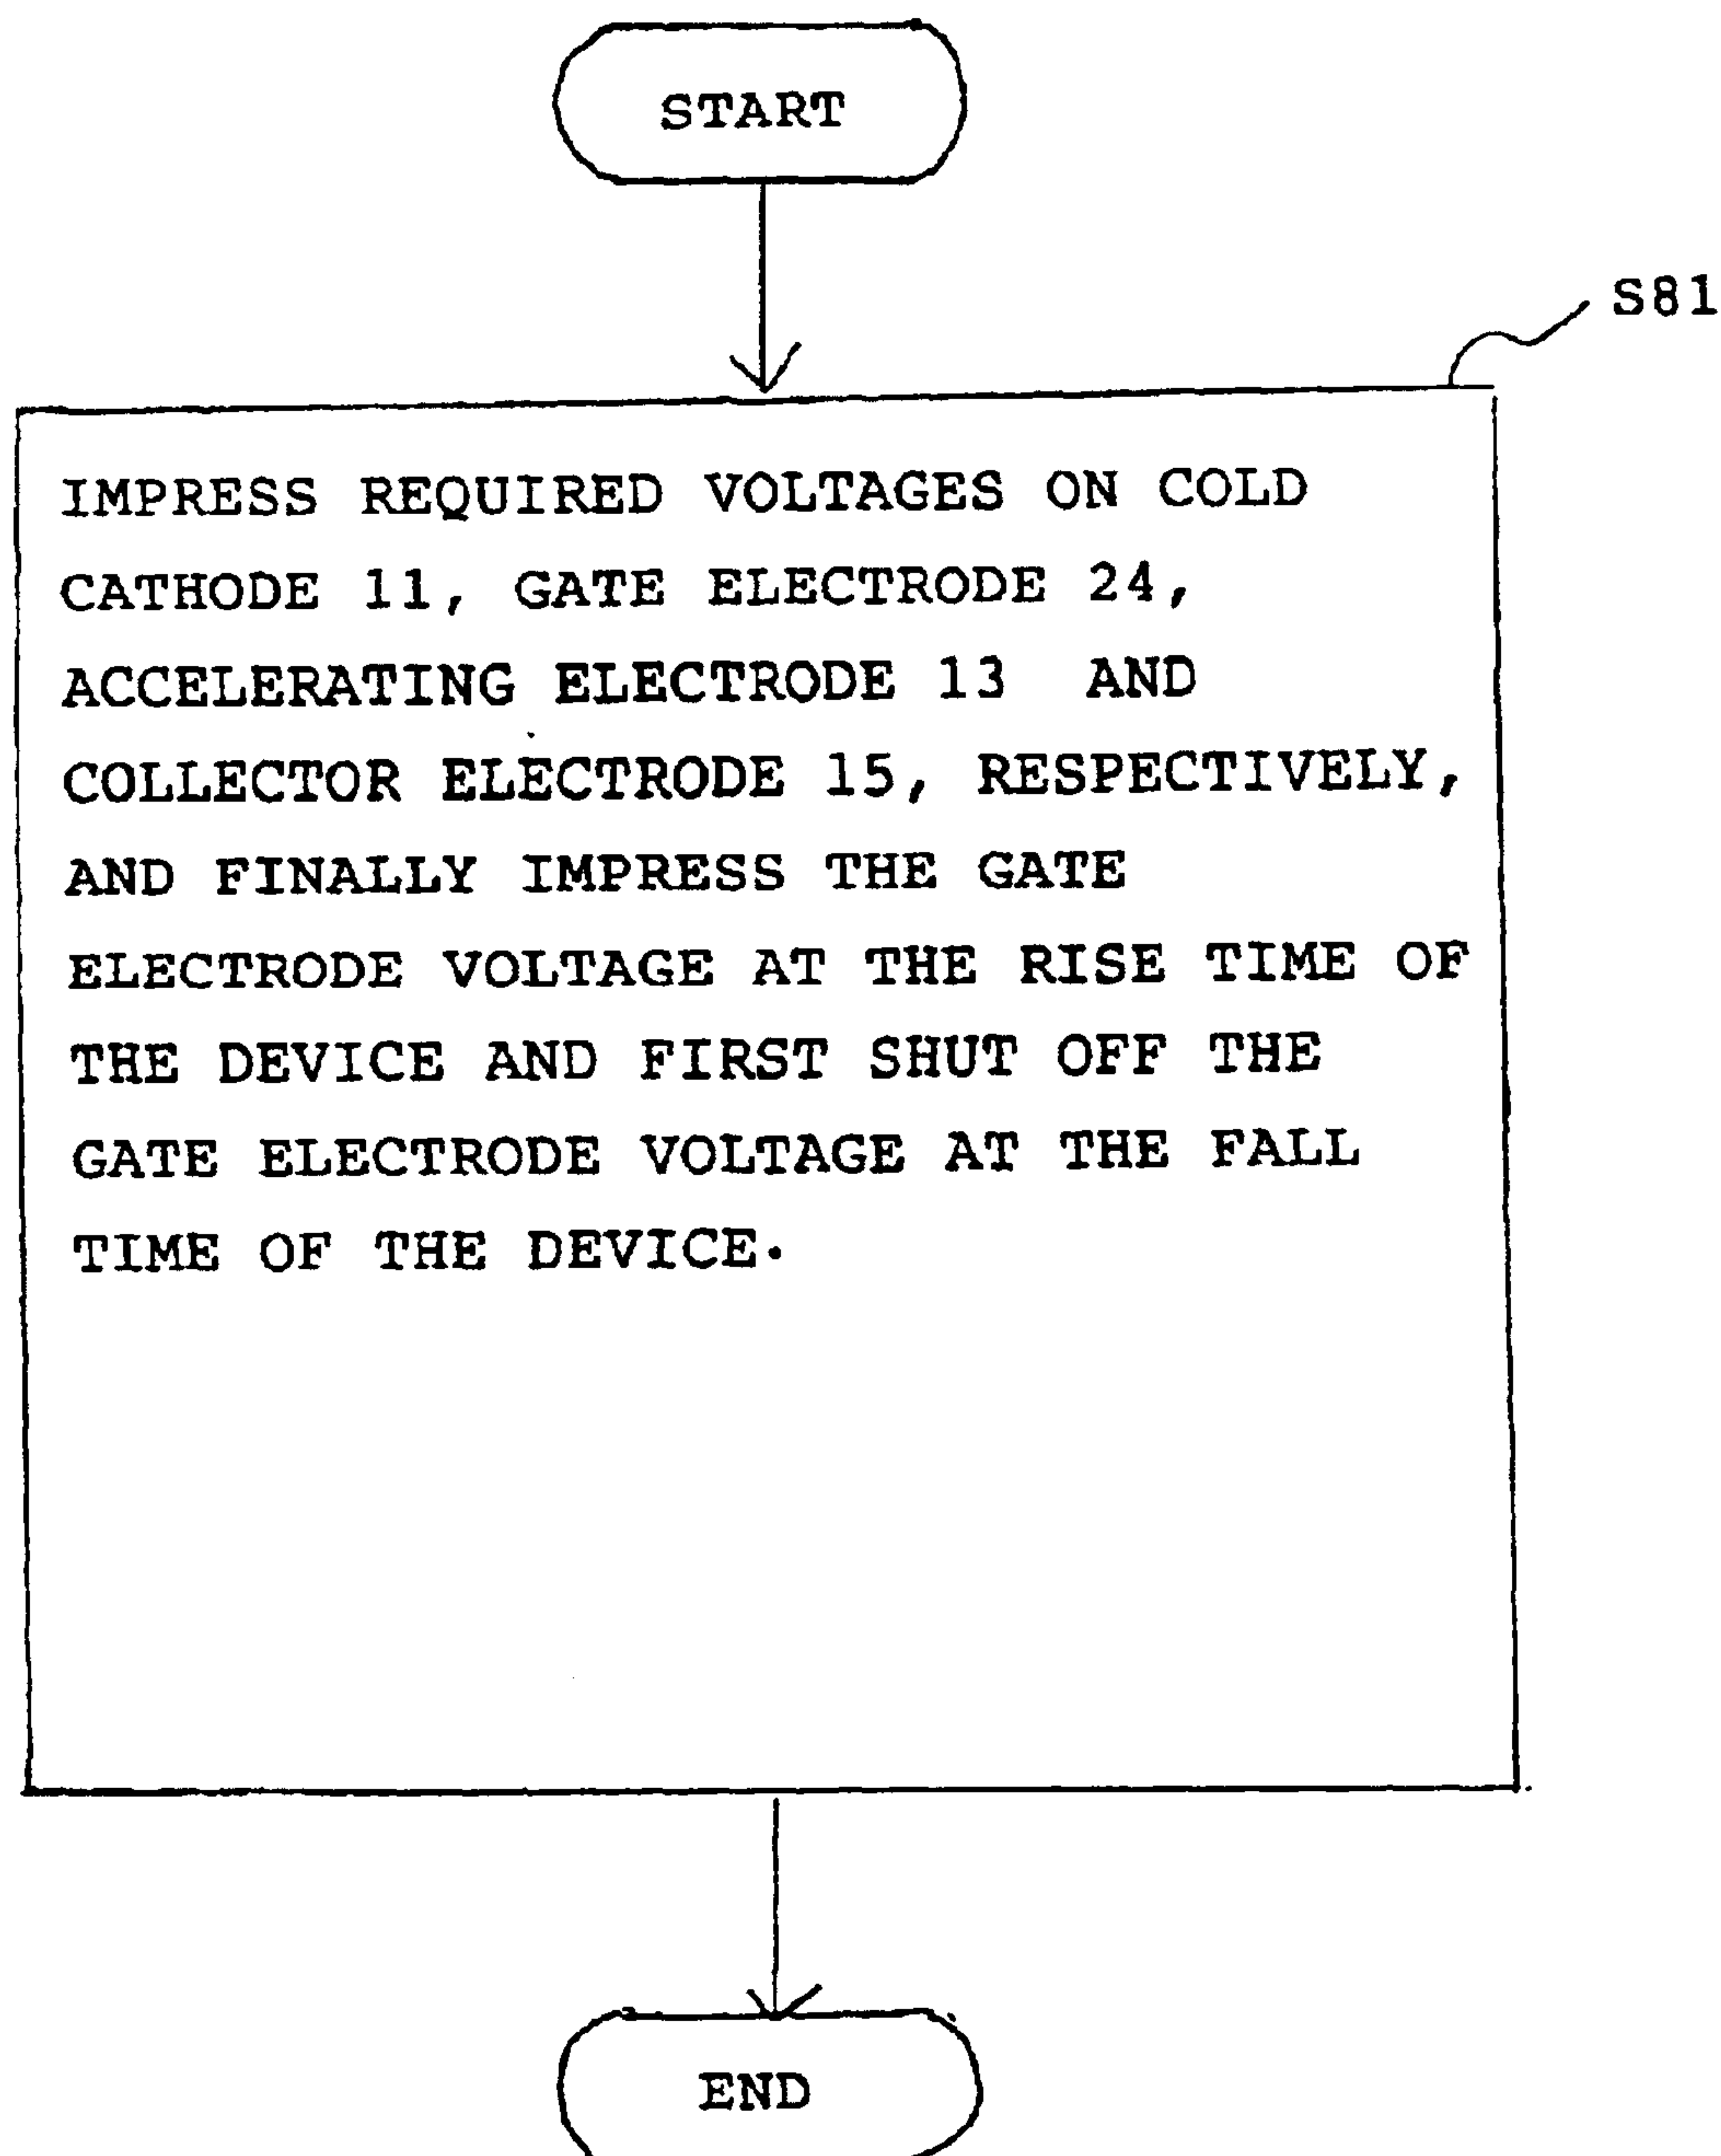 START
S81
IMPRESS REQUIRED VOLTAGES ON COLD
CATHODE 11, GATE ELECTRODE 24,
ACCELERATING ELECTRODE 13 AND
COLLECTOR ELECTRODE 15, RESPECTIVELY,
AND FINALLY IMPRESS THE GATE
ELECTRODE VOLTAGE AT THE RISE TIME OF
THE DEVICE AND FIRST SHUT OFF THE
GATE ELECTRODE VOLTAGE AT THE FALL
TIME OF THE DEVICE.
END